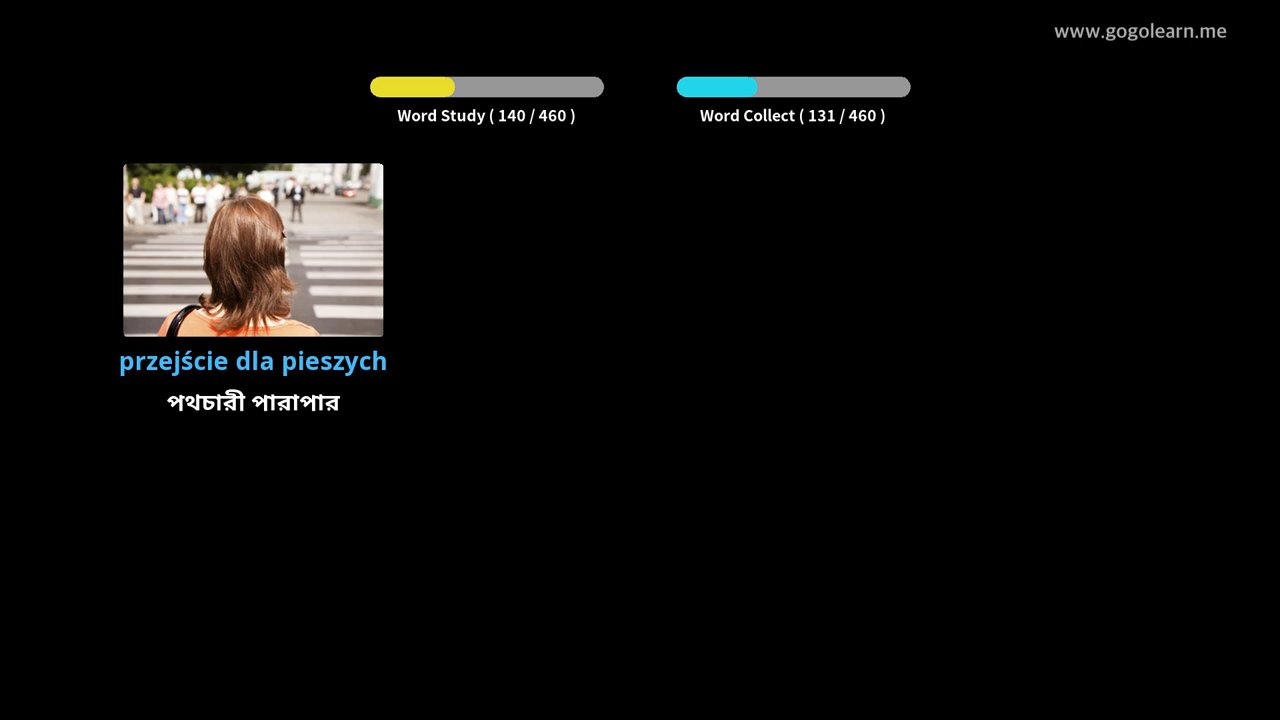 www.gogolearn.me
Word Study ( 140 / 460 )
Word Collect ( 131 / 460 )
przejście dla pieszych
পথচারী পারাপার